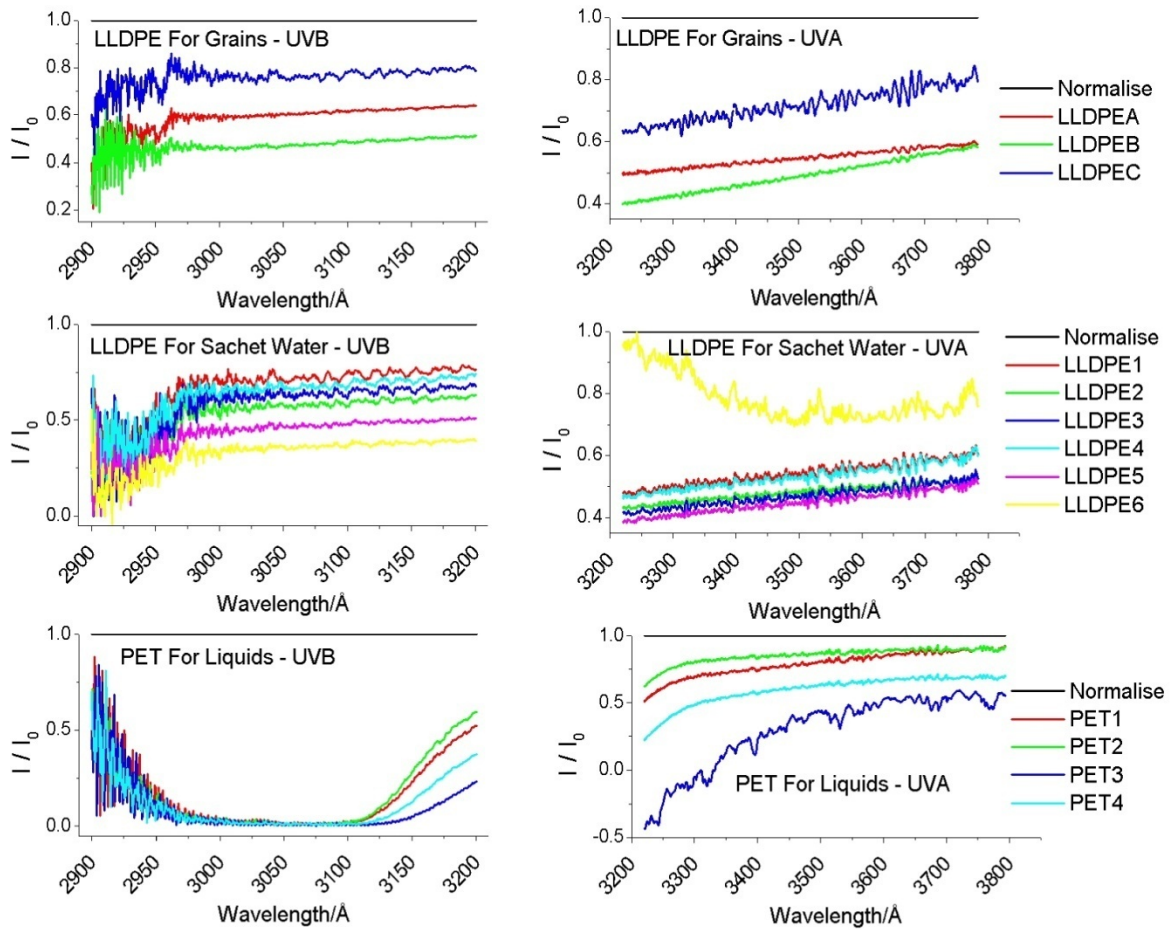 LLDPE For Grains - UVB
I / I0
1.0
0.8
0.6
0.4
0.2
2900
2950
3000
3050
3100
3150
3200
Wavelength/Å
LLDPE For Grains - UVA
I / I0
1.0
0.8
0.6
0.4
3200
3300
3400
3500
3600
3700
3800
Wavelength/Å
Normalise
LLDPEA
LLDPEB
LLDPEC
LLDPE For Sachet Water - UVB
I / I0
1.0
0.5
0.0
2900
2950
3000
3050
3100
3150
3200
Wavelength/Å
LLDPE For Sachet Water - UVA
I / I0
1.0
0.8
0.6
0.4
3200
3300
3400
3500
3600
3700
3800
Wavelength/Å
Normalise
LLDPE1
LLDPE2
LLDPE3
LLDPE4
LLDPE5
LLDPE6
PET For Liquids - UVB
I / I0
1.0
0.5
0.0
2900
2950
3000
3050
3100
3150
3200
Wavelength/Å
PET For Liquids - UVA
I / I0
1.0
0.5
0.0
-0.5
3200
3300
3400
3500
3600
3700
3800
Wavelength/Å
Normalise
PET1
PET2
PET3
PET4